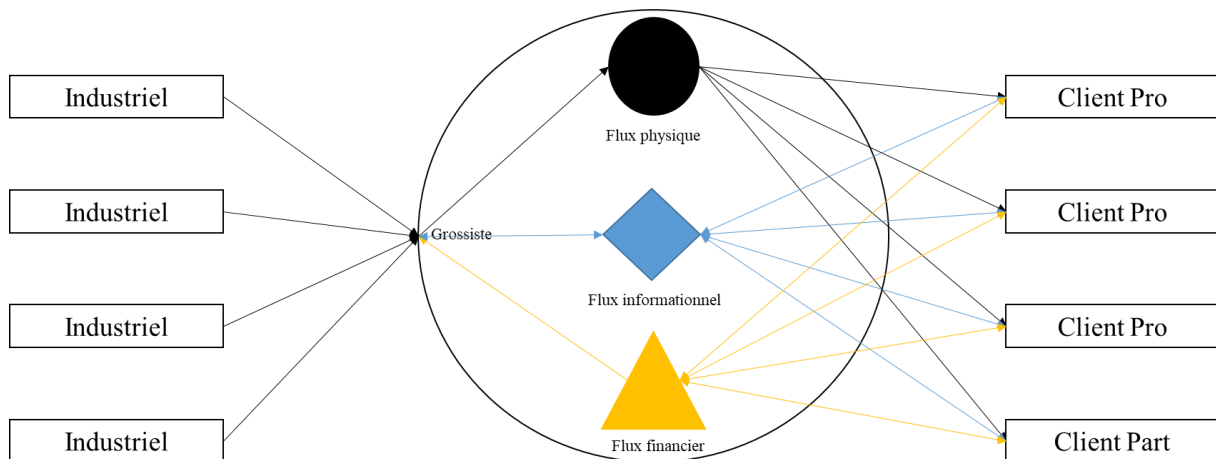 Industriel
Industriel
Industriel
Industriel
Grossiste
Flux physique
Flux informationnel
Flux financier
Client Pro
Client Pro
Client Pro
Client Part